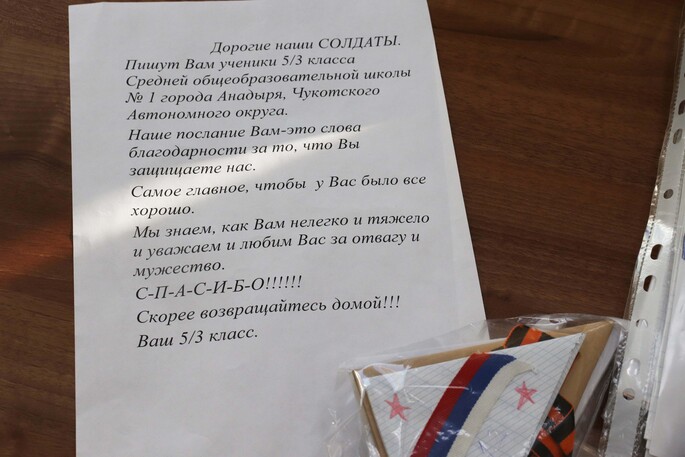 Дорогие наши СОЛДАТЫ.
Пишут Вам ученики 5/3 класса
Средней общеобразовательной школы
№ 1 города Анадыря, Чукотского
Автономного округа.
Наше послание Вам-это слова
благодарности за то, что Вы
защищаете нас.
Самое главное, чтобы у Вас было все
хорошо.
Мы знаем, как Вам нелегко и тяжело
и уважаем и любим Вас за отвагу и
мужество.
С-П-А-С-И-Б-О!!!!!!
Скорее возвращайтесь домой!!!
Ваш 5/3 класс.